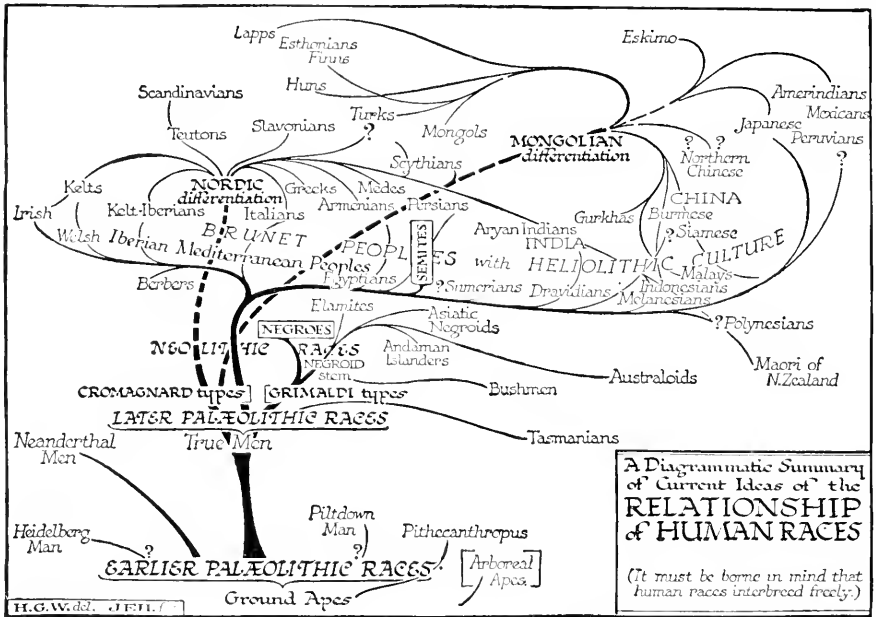 Lapps
Esthonians
Finns
Eskimo
Huns
Scandinavians
Amerindians
Mexicans
Turks
?
Slavonians
Teutons
Mongols
MONGOLIAN
differentiation
Japanese
Peruvians
?
? ?
Northern
Chinese
Scythians
Kelts
NORDIC
differentiation
Greeks
Medes
Armenians
Persians
CHINA
Irish
Kelt-Iberians
Italians
Gurkhas
Burmese
?
Siamese
Welsh
Aryan Indians
INDIA
Iberian Mediterranean Peoples
BRUNET PEOPLES with HELIOLITHIC CULTURE
SEMITES
Malays
Berbers
Egyptians
? Sumerians
Dravidians
Indonesians
Melanesians
Elamites
Asiatic
Negroids
? Polynesians
NEGROES
NEOLITHIC RACES
NEGROID
stem
Andaman
Islanders
Maori of
N.Zealand
Australoids
CROMAGNARD types] [GRIMALDI types
Bushmen
LATER PALÆOLITHIC RACES
True Men
Tasmanians
Neanderthal
Men
Heidelberg
Man
?
Piltdown
Man
?
Pithecanthropus
EARLIER PALÆOLITHIC RACES
[Arboreal
Apes.]
Ground Apes
A Diagrammatic Summary
of Current Ideas of the
RELATIONSHIP
of HUMAN RACES
(It must be borne in mind that
human races interbreed freely.)
H.G.W. del.